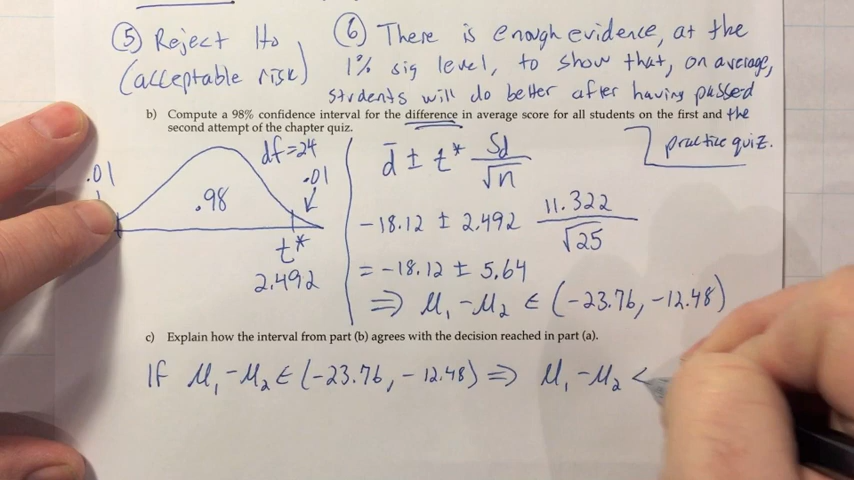 ⑤ Reject H₀ (acceptable risk)
⑥ There is enough evidence, at the
1% sig level, to show that, on average,
students will do better after having passed
the practice quiz.
b) Compute a 98% confidence interval for the difference in average score for all students on the first and
second attempt of the chapter quiz.
df=24
.01
.98
.01
t*
2.492
d̄ ± t* Sd/√n
-18.12 ± 2.492 11.322/√25
= -18.12 ± 5.64
⇒ μ₁-μ₂ ∈ (-23.76, -12.48)
c) Explain how the interval from part (b) agrees with the decision reached in part (a).
If μ₁-μ₂ ∈ (-23.76, -12.48) ⇒ μ₁-μ₂ <